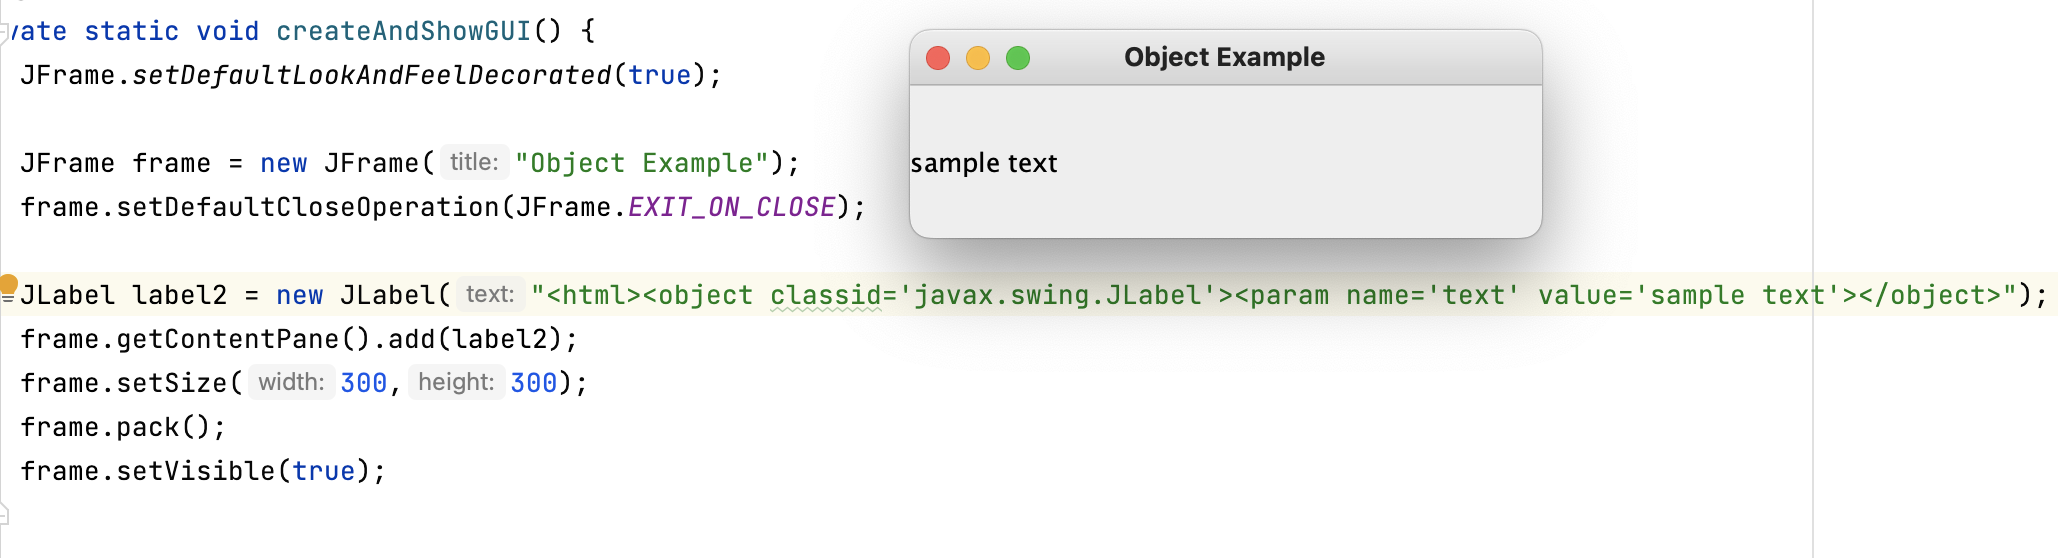 vate static void createAndShowGUI() {
JFrame.setDefaultLookAndFeelDecorated(true);
Object Example
JFrame frame = new JFrame( title: "Object Example");
sample text
frame.setDefaultCloseOperation(JFrame.EXIT_ON_CLOSE);
JLabel label2 = new JLabel( text: "<html><object classid='javax.swing.JLabel'><param name='text' value='sample text'></object>");
frame.getContentPane().add(label2);
frame.setSize( width: 300, height: 300);
frame.pack();
frame.setVisible(true);